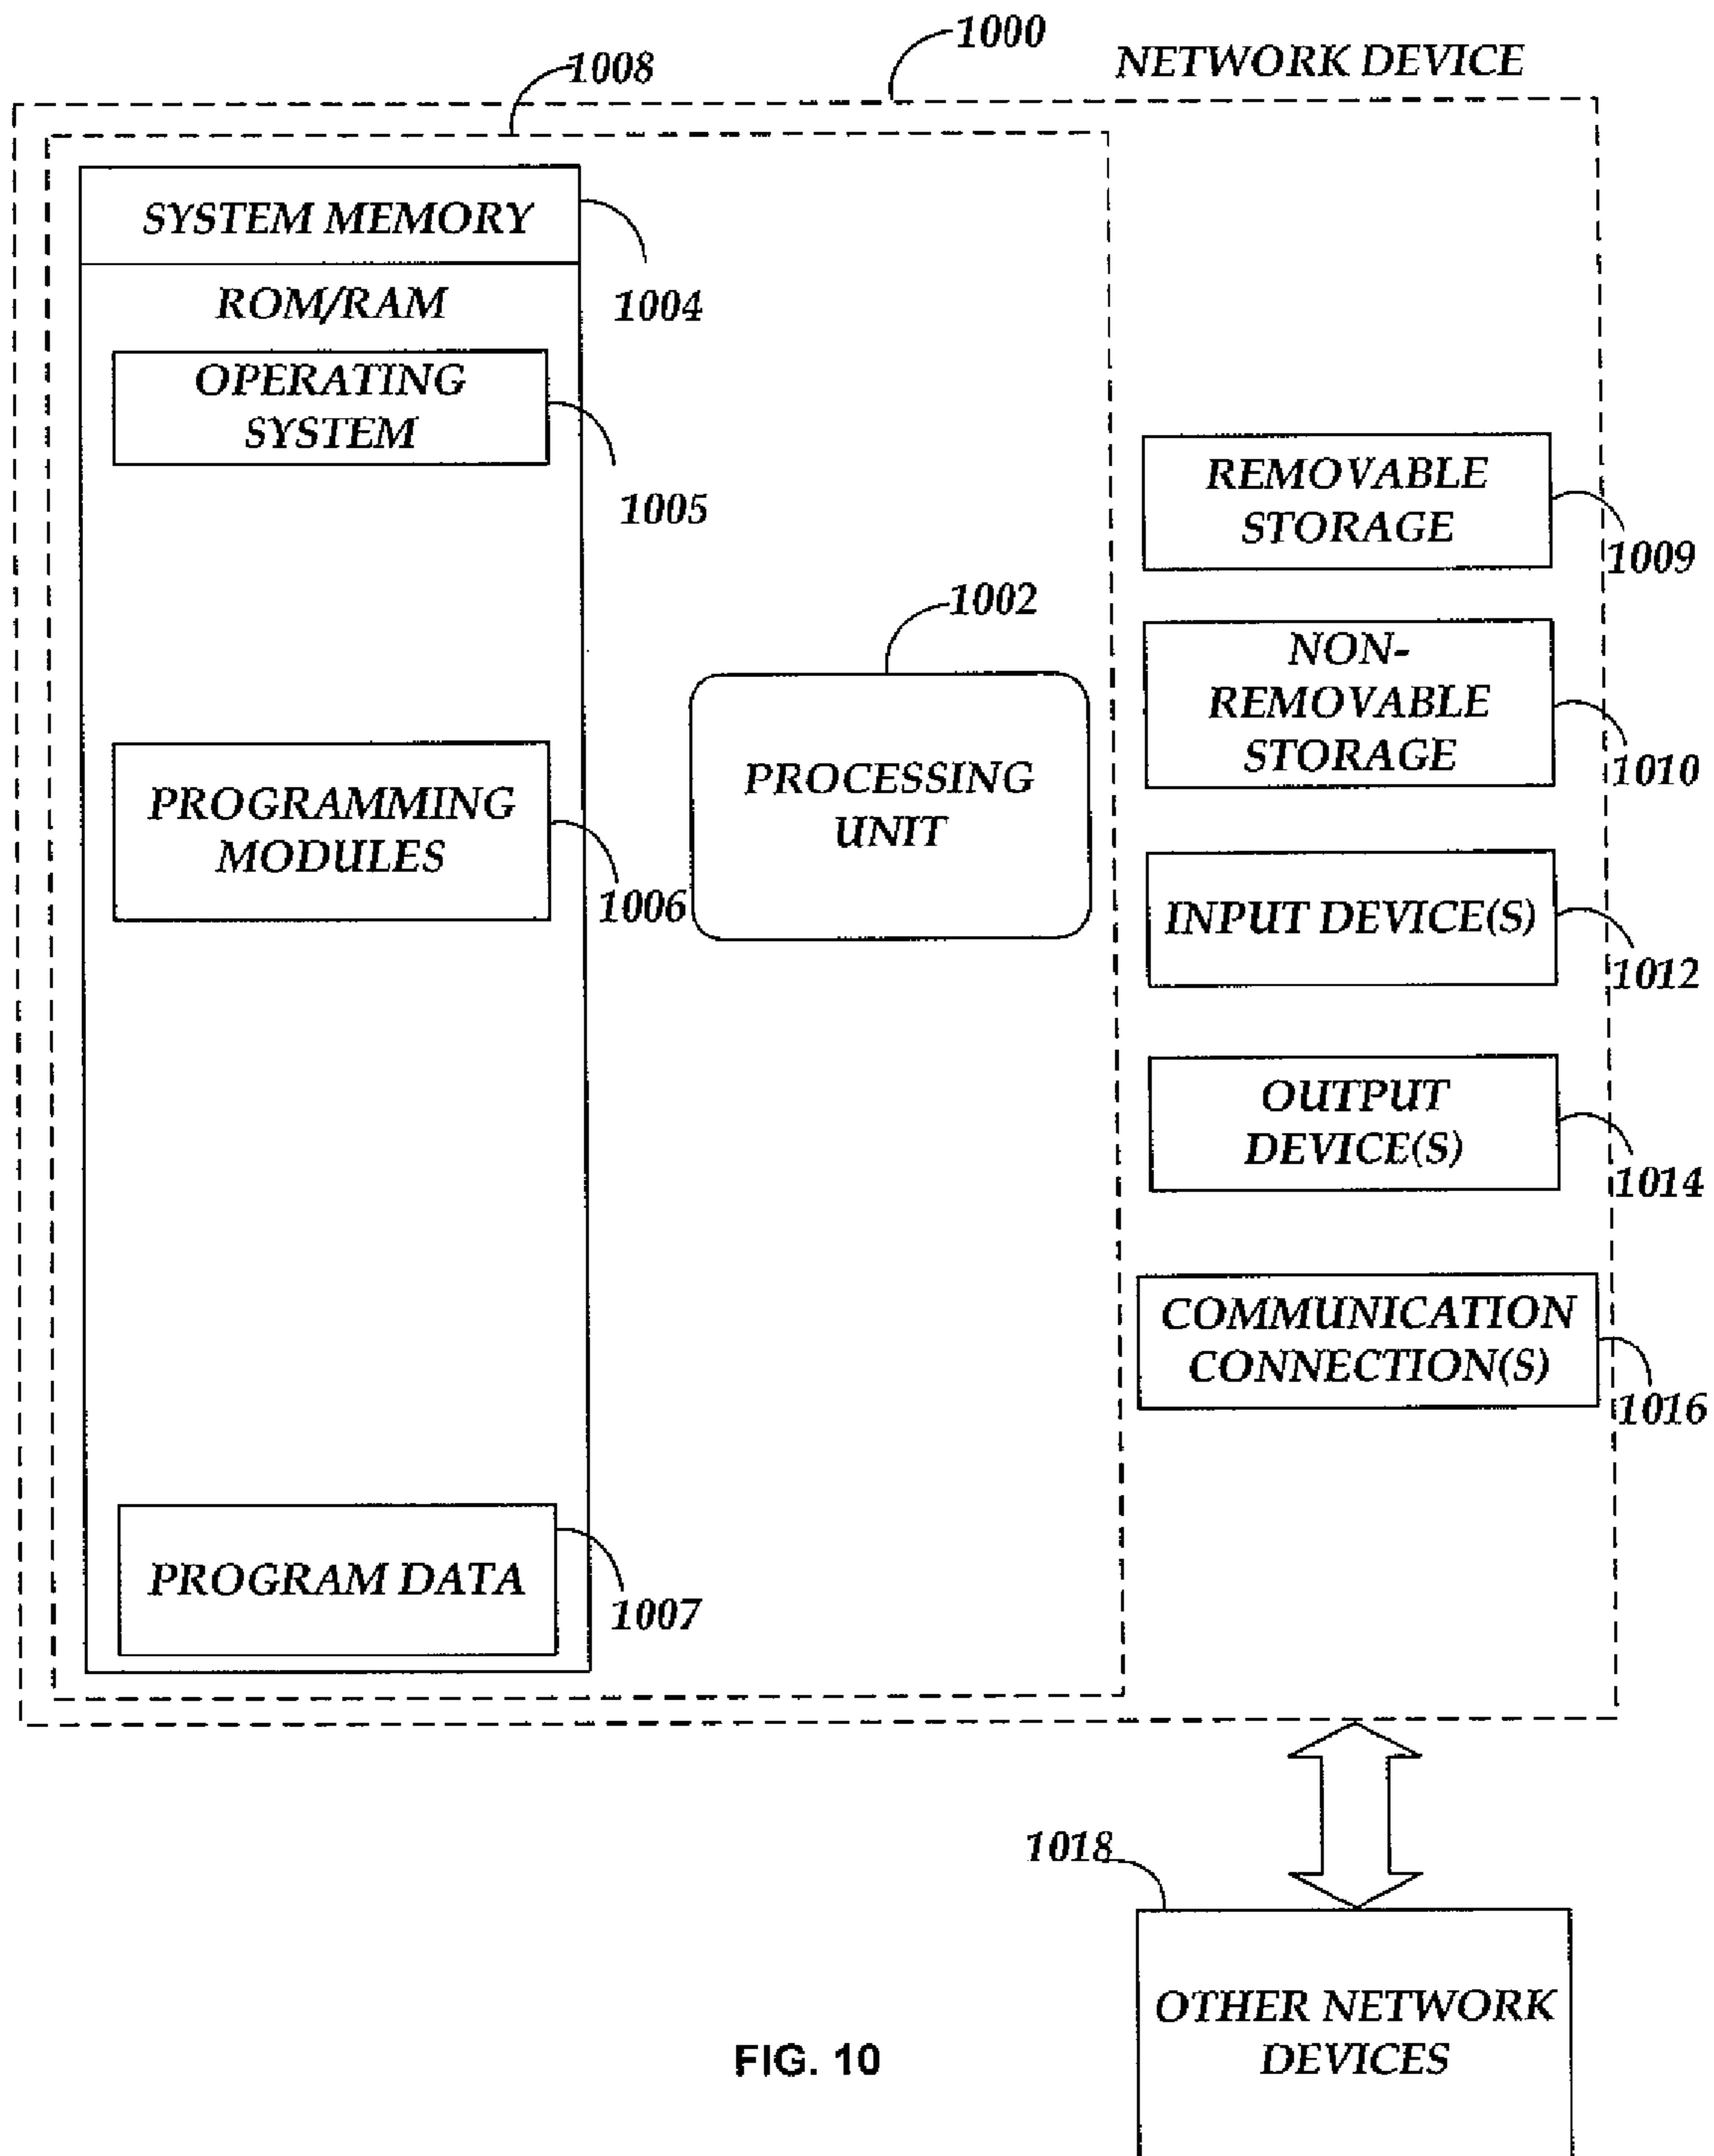 1000
NETWORK DEVICE
1008
SYSTEM MEMORY
1004
ROM/RAM
OPERATING
SYSTEM
1005
REMOVABLE
STORAGE
1009
1002
NON-
REMOVABLE
STORAGE
1010
PROCESSING
UNIT
PROGRAMMING
MODULES
1006
INPUT DEVICE(S)
1012
OUTPUT
DEVICE(S)
1014
COMMUNICATION
CONNECTION(S)
1016
PROGRAM DATA
1007
1018
OTHER NETWORK
DEVICES
FIG. 10